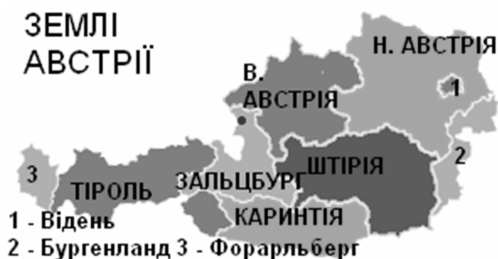 ЗЕМЛІ
АВСТРІЇ
Н. АВСТРІЯ
В.
АВСТРІЯ
1
2
3
ТІРОЛЬ
ЗАЛЬЦБУРГ
ШТІРІЯ
КАРИНТІЯ
1 - Відень
2 - Бургенланд 3 - Форарльберг